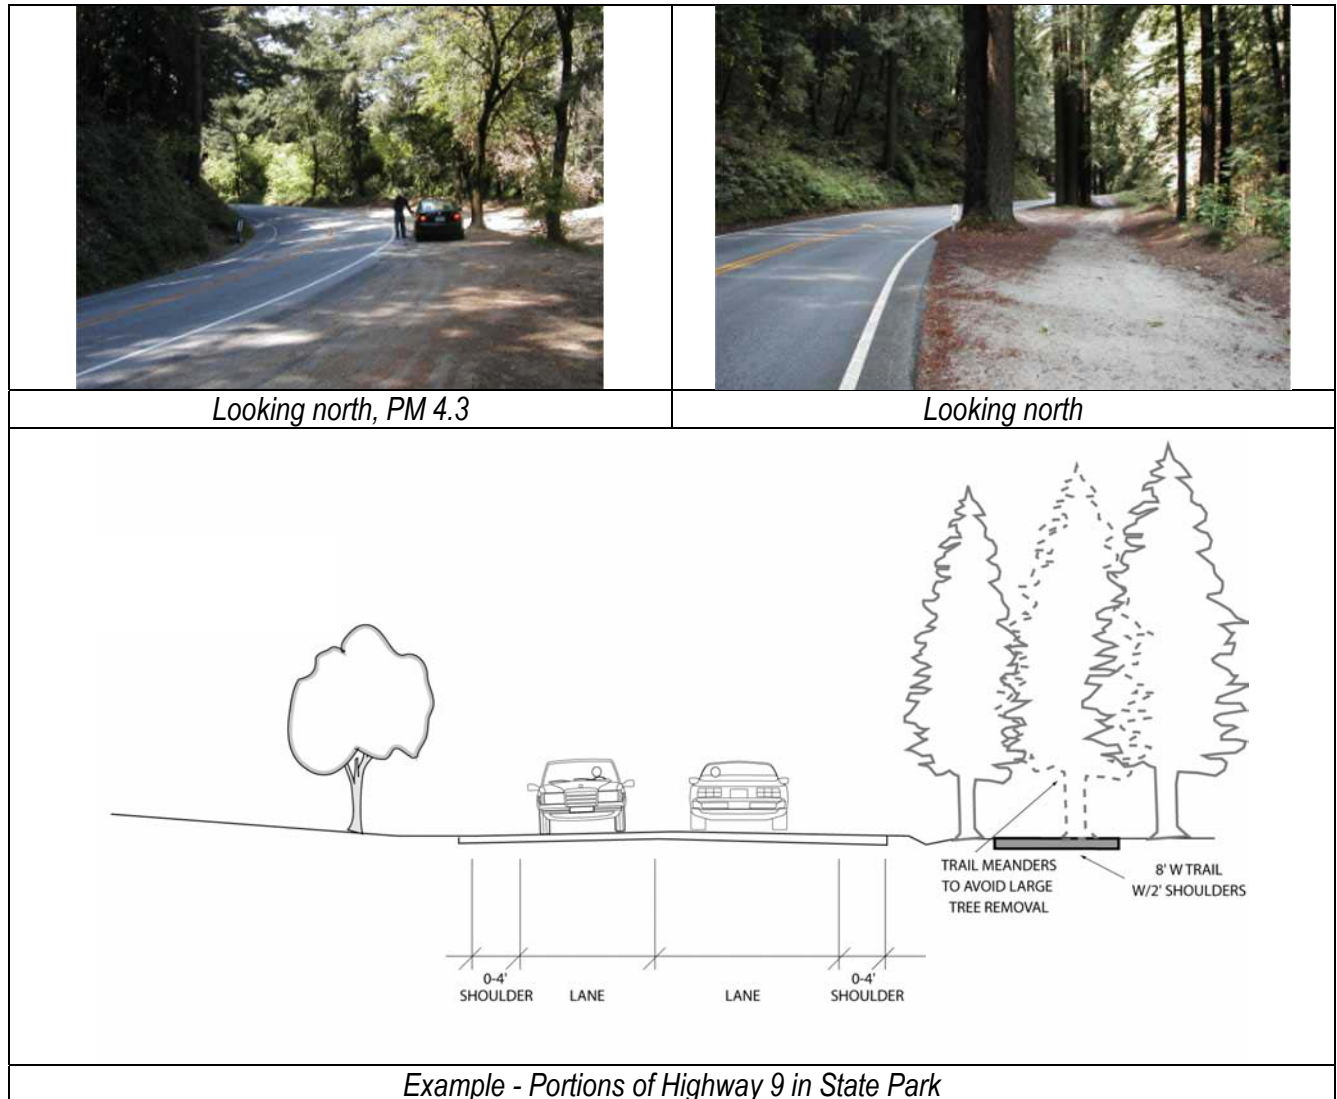 Looking north, PM 4.3
Looking north
TRAIL MEANDERS
TO AVOID LARGE
TREE REMOVAL
8' W TRAIL
W/2' SHOULDERS
0-4'
SHOULDER
LANE
LANE
0-4'
SHOULDER
Example - Portions of Highway 9 in State Park